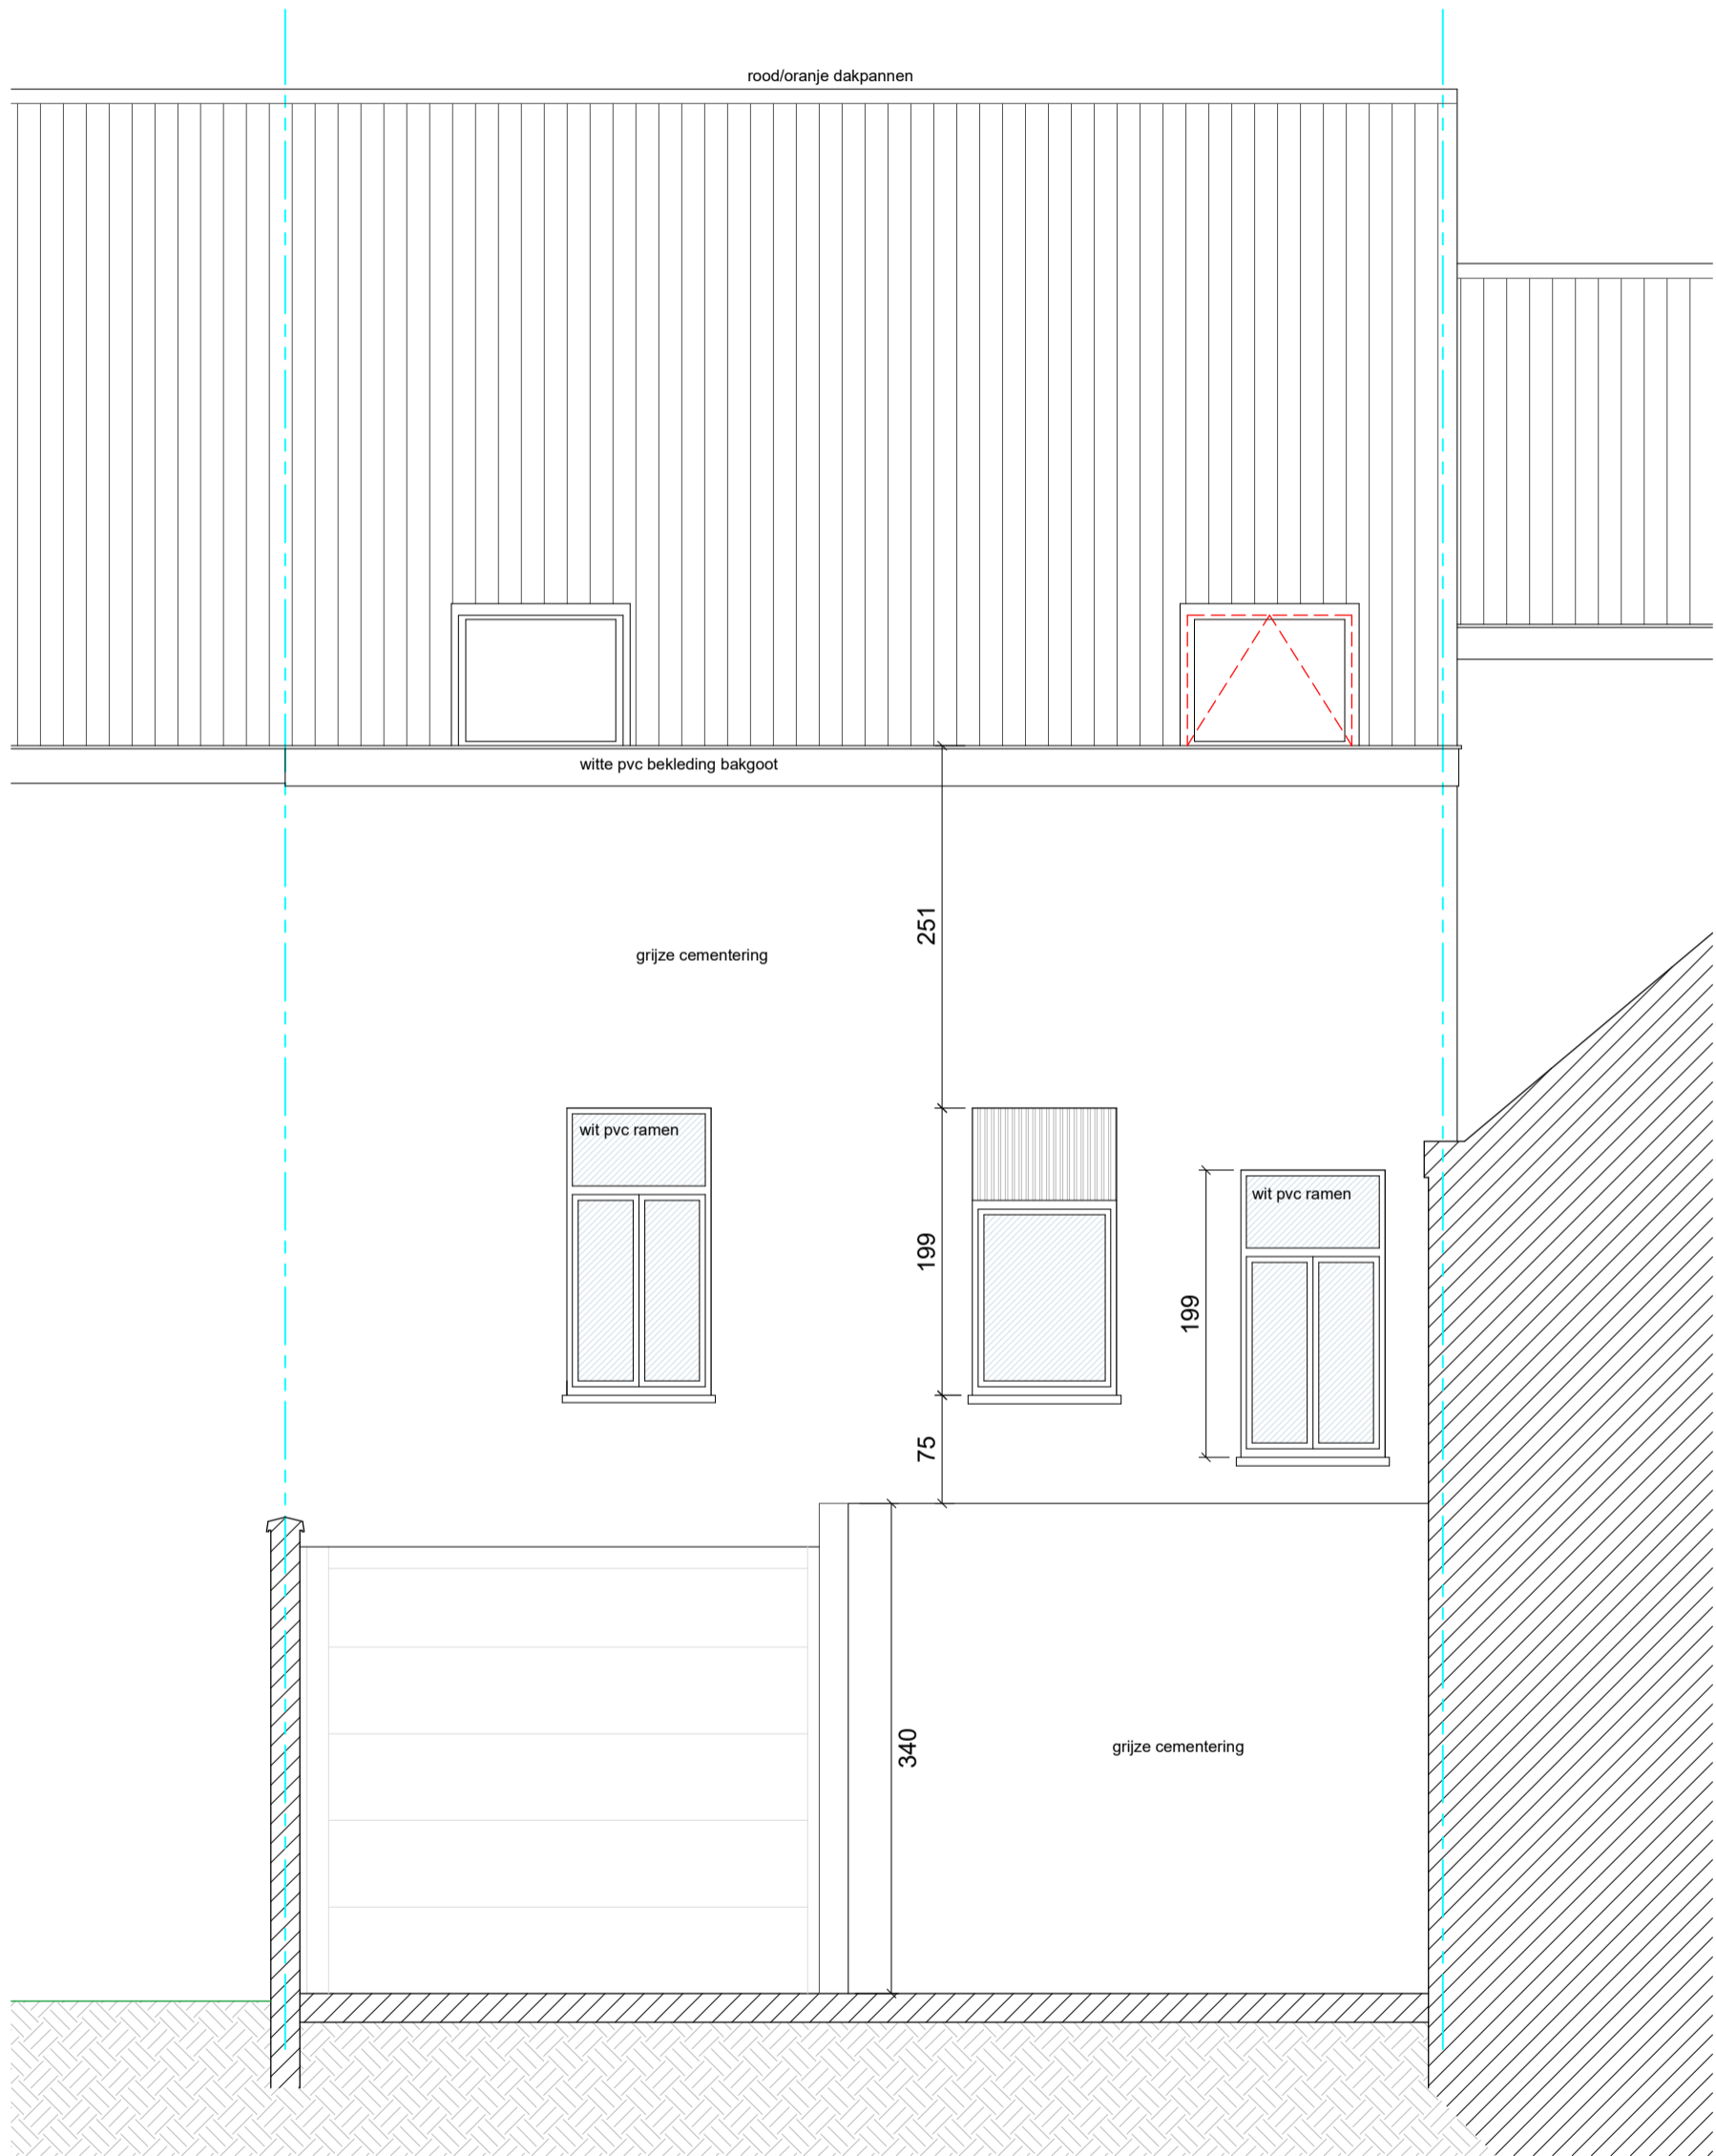 rood/oranje dakpannen
witte pvc bekleding bakgoot
251
grijze cementering
wit pvc ramen
wit pvc ramen
199
199
75
340
grijze cementering